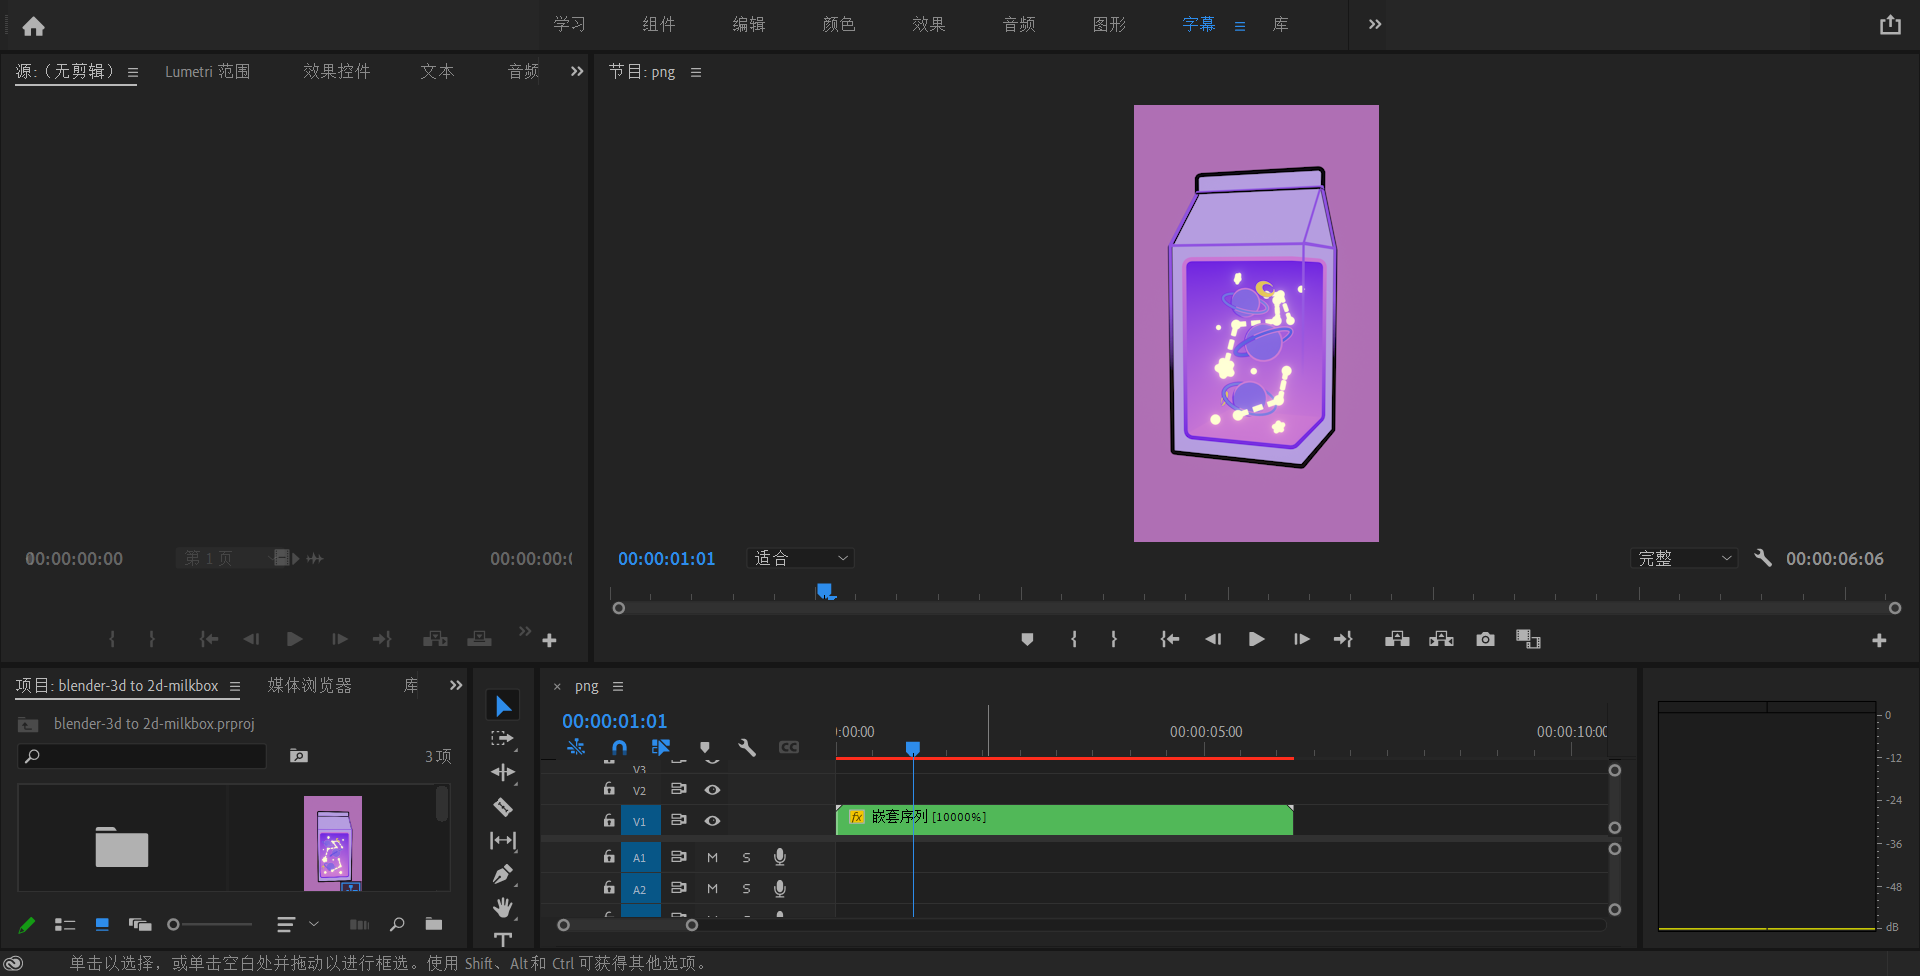 学习 组件 编辑 颜色 效果 音频 图形 字幕 库
源:（无剪辑） Lumetri 范围 效果控件 文本 音频
节目: png
00:00:00:00 第 1 页 00:00:00:0
00:00:01:01 适合 完整 00:00:06:06
项目: blender-3d to 2d-milkbox 媒体浏览器 库
blender-3d to 2d-milkbox.prproj
3 项
× png
00:00:01:01
:00:00 00:00:05:00 00:00:10:00
V3
V2
V1 fx 嵌套序列 [10000%]
A1 M S
A2 M S
0
-12
-24
-36
-48
dB
单击以选择，或单击空白处并拖动以进行框选。使用 Shift、Alt 和 Ctrl 可获得其他选项。